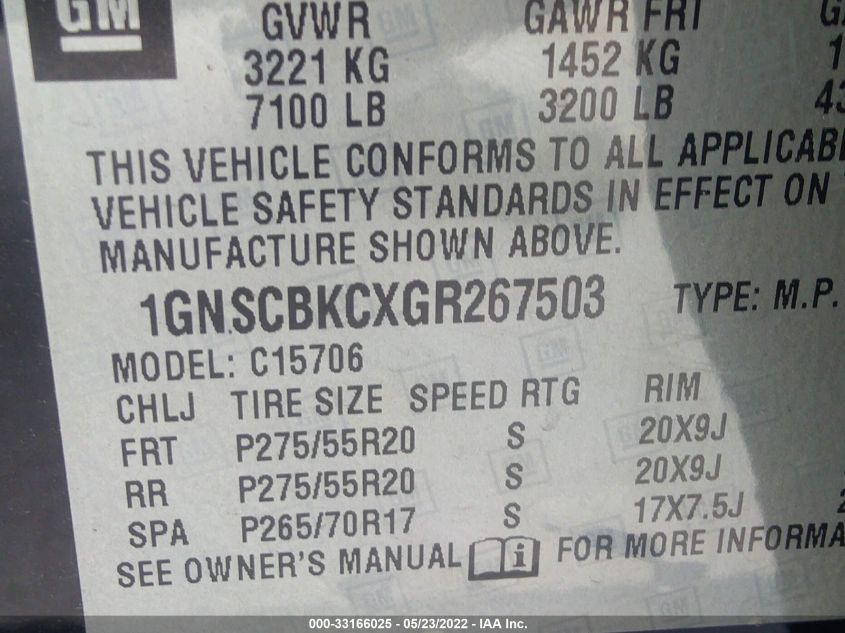 GM GVWR GAWR FRT
3221 KG 1452 KG
7100 LB 3200 LB
THIS VEHICLE CONFORMS TO ALL
VEHICLE SAFETY STANDARDS IN EFFECT ON
MANUFACTURE SHOWN ABOVE.
1GNSCBKCXGR267503 TYPE: M.P.
MODEL: C15706
CHLJ TIRE SIZE SPEED RTG RIM
FRT P275/55R20 S 20X9J
RR P275/55R20 S 20X9J
SPA P265/70R17 S 17X7.5J
SEE OWNER'S MANUAL i FOR MORE
000-33166025 - 05/23/2022 - IAA Inc.